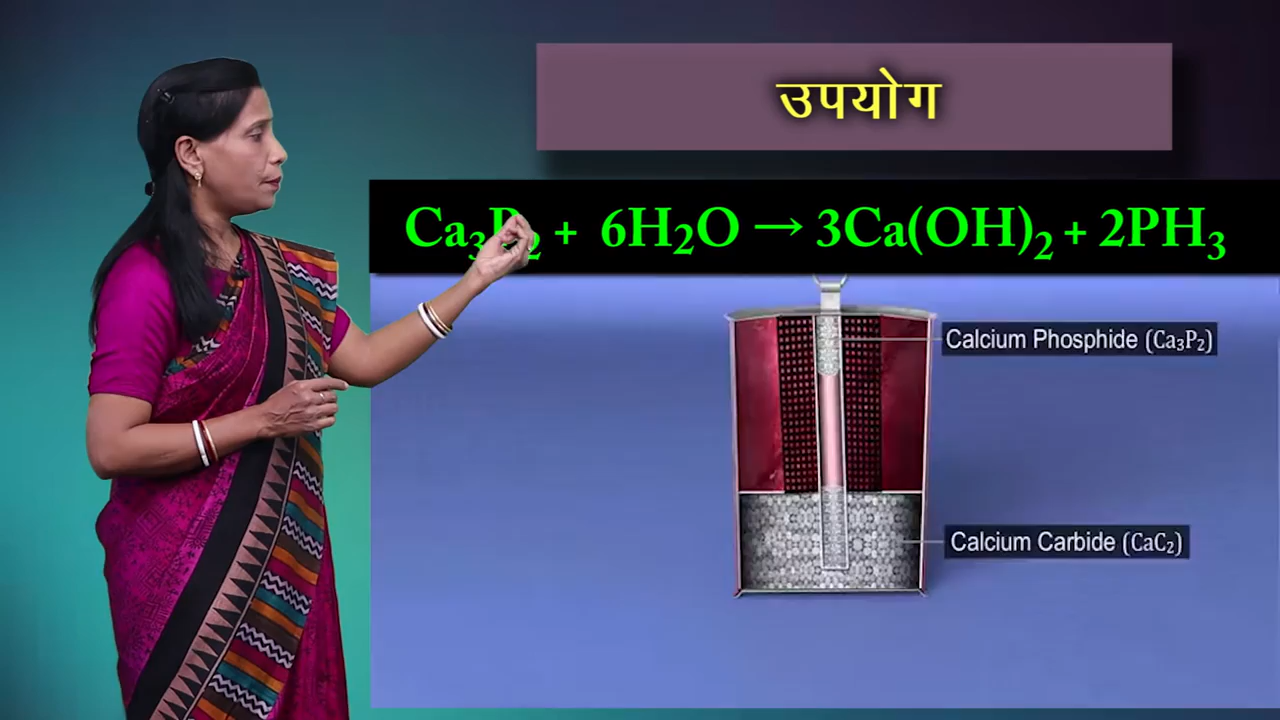 उपयोग
Ca₃P₂ + 6H₂O → 3Ca(OH)₂ + 2PH₃
Calcium Phosphide (Ca₃P₂)
Calcium Carbide (CaC₂)